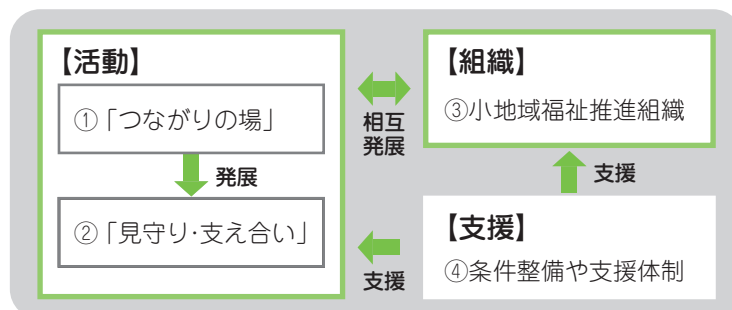 【活動】
①「つながりの場」
発展
②「見守り・支え合い」
相互
発展
【組織】
③小地域福祉推進組織
支援
【支援】
④条件整備や支援体制
支援